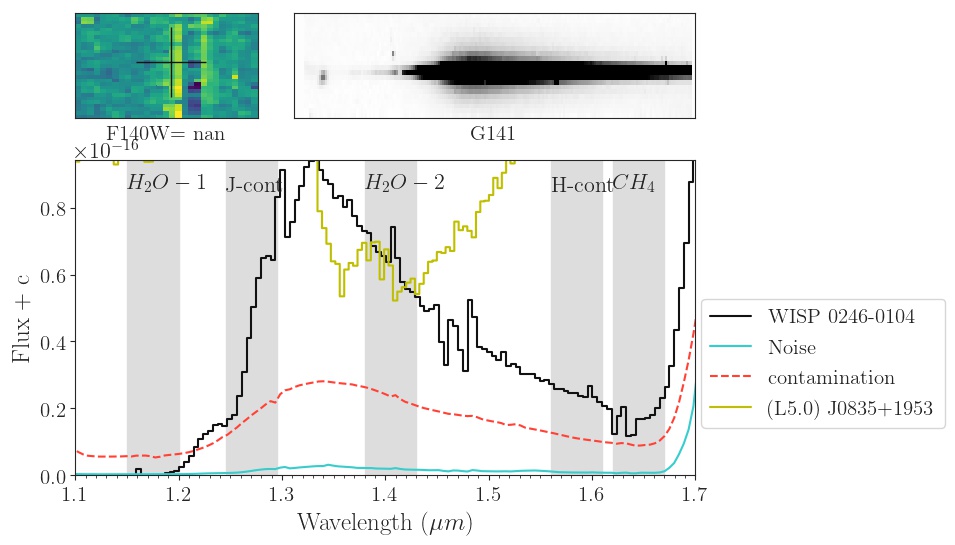 F140W= nan
G141
×10−16
H2O − 1
J-cont
H2O − 2
H-cont
CH4
0.8
0.6
0.4
0.2
0.0
Flux + c
1.1
1.2
1.3
1.4
1.5
1.6
1.7
Wavelength (μm)
WISP 0246-0104
Noise
contamination
(L5.0) J0835+1953